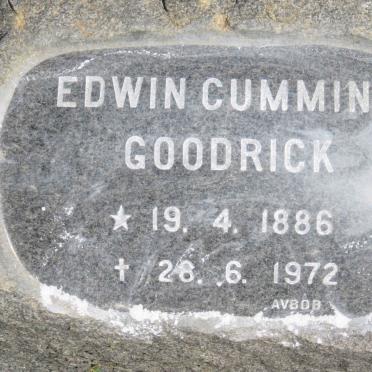 EDWIN CUMMIN
GOODRICK
★ 19. 4. 1886
✝ 28. 6. 1972
AVBOB